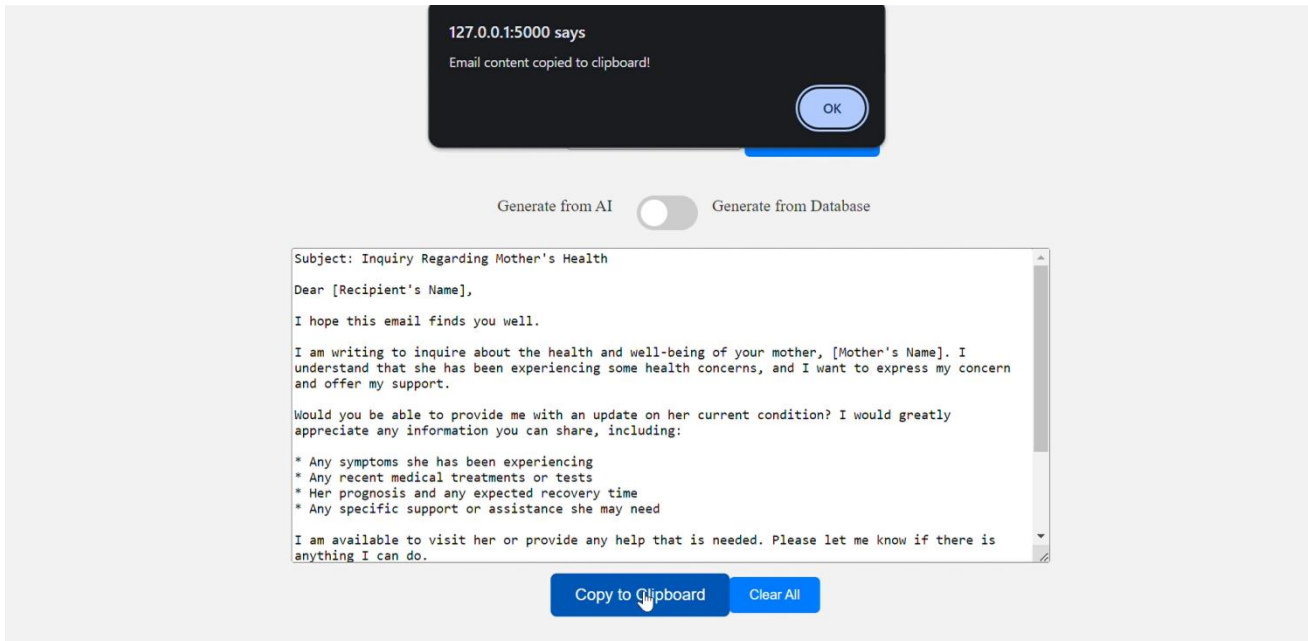 127.0.0.1:5000 says
Email content copied to clipboard!
OK
Generate from AI
Generate from Database
Subject: Inquiry Regarding Mother's Health
Dear [Recipient's Name],
I hope this email finds you well.
I am writing to inquire about the health and well-being of your mother, [Mother's Name]. I
understand that she has been experiencing some health concerns, and I want to express my concern
and offer my support.
Would you be able to provide me with an update on her current condition? I would greatly
appreciate any information you can share, including:
* Any symptoms she has been experiencing
* Any recent medical treatments or tests
* Her prognosis and any expected recovery time
* Any specific support or assistance she may need
I am available to visit her or provide any help that is needed. Please let me know if there is
anything I can do.
Copy to Clipboard
Clear All